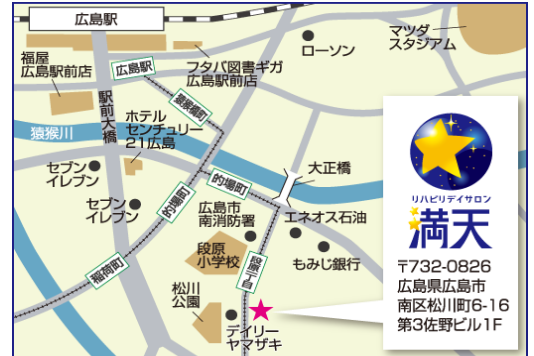 広島駅
福屋
広島駅前店
広島駅
フタバ図書ギガ
広島駅前店
ローソン
マツダ
スタジアム
駅前大橋
猿猴橋町
猿猴川
ホテル
センチュリー
21広島
セブン
イレブン
セブン
イレブン
的場町
的場町
大正橋
広島市
南消防署
エネオス石油
もみじ銀行
段原
小学校
段原一丁目
稲荷町
松川
公園
デイリー
ヤマザキ
リハビリデイサロン
満天
〒732-0826
広島県広島市
南区松川町6-16
第3佐野ビル1F